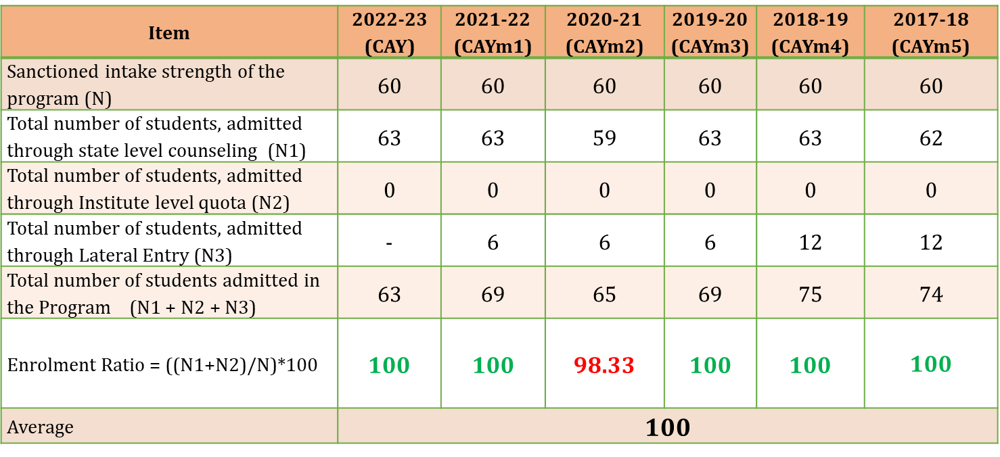 Item 2022-23 (CAY) 2021-22 (CAYm1) 2020-21 (CAYm2) 2019-20 (CAYm3) 2018-19 (CAYm4) 2017-18 (CAYm5)
Sanctioned intake strength of the
program (N) 60 60 60 60 60 60
Total number of students, admitted
through state level counseling (N1) 63 63 59 63 63 62
Total number of students, admitted
through Institute level quota (N2) 0 0 0 0 0 0
Total number of students, admitted
through Lateral Entry (N3) - 6 6 6 12 12
Total number of students admitted in
the Program (N1 + N2 + N3) 63 69 65 69 75 74
Enrolment Ratio = ((N1+N2)/N)*100 100 100 98.33 100 100 100
Average 100